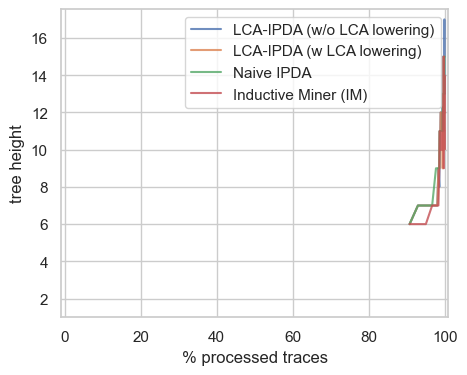 LCA-IPDA (w/o LCA lowering)
LCA-IPDA (w LCA lowering)
Naive IPDA
Inductive Miner (IM)
tree height
16
14
12
10
8
6
4
2
0 20 40 60 80 100
% processed traces